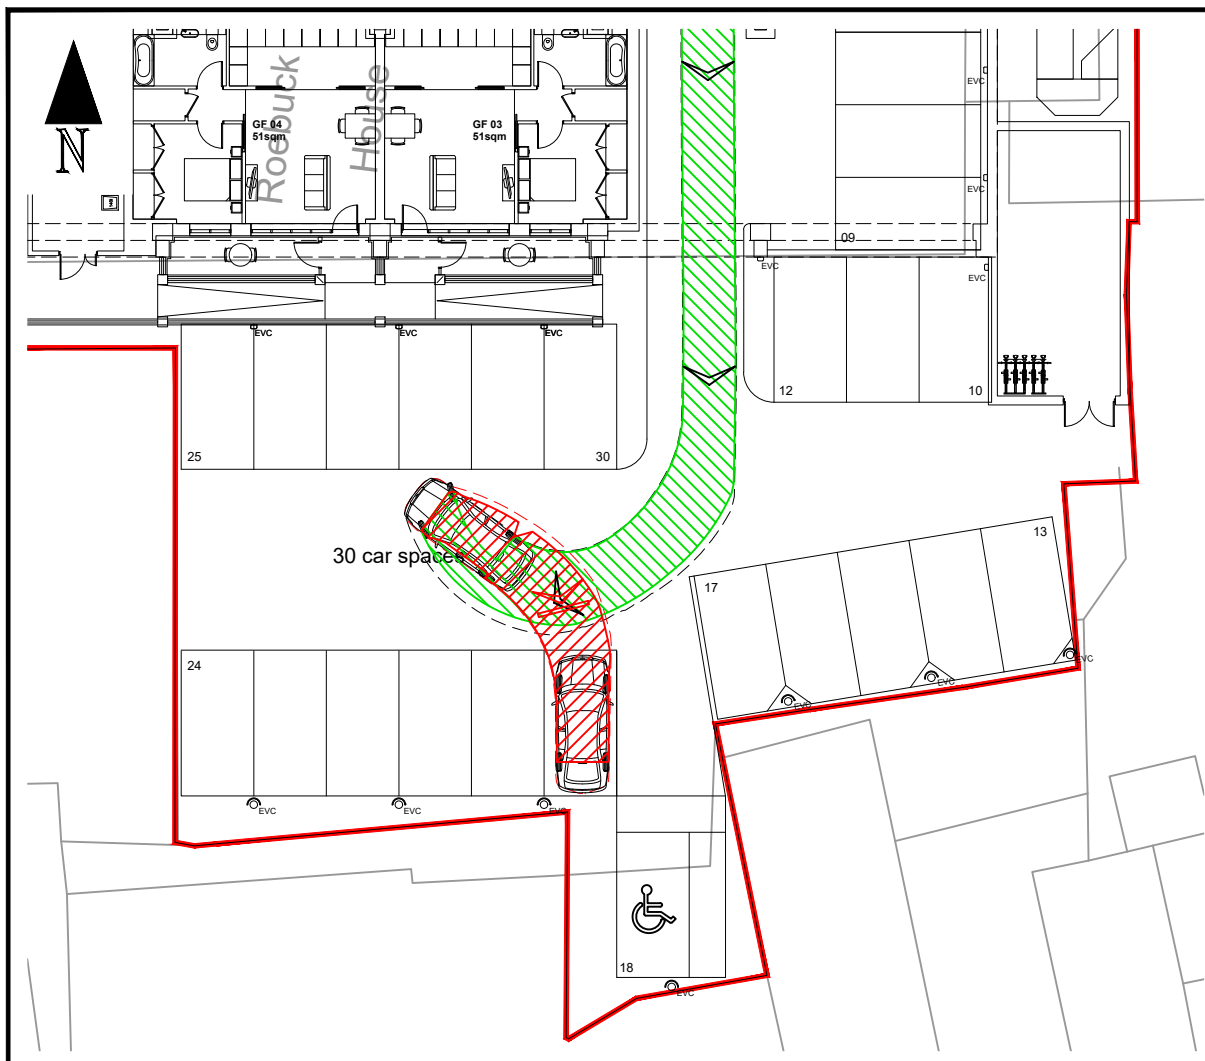 N
Roebuck
House
GF 04
51sqm
GF 03
51sqm
EVC
EVC
09
EVC
EVC
EVC
EVC
EVC
12
10
25
30
30 car spaces
13
17
EVC
EVC
EVC
24
EVC
EVC
EVC
18
EVC